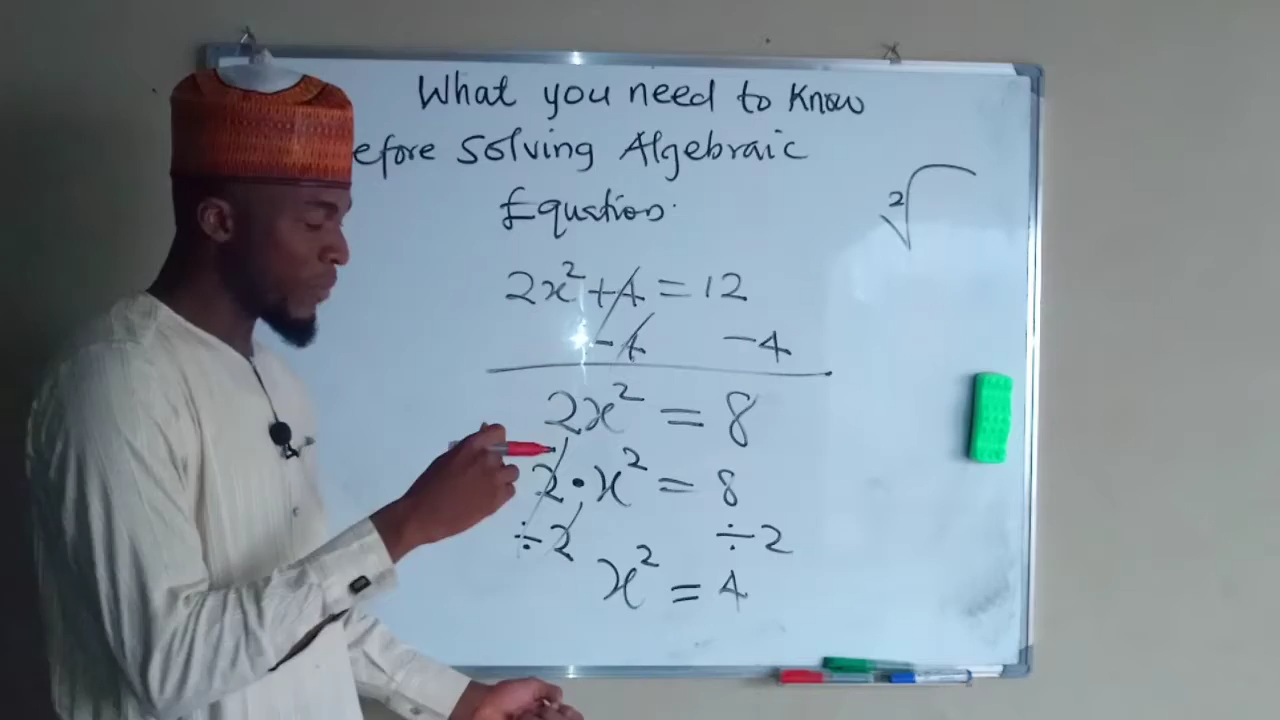 What you need to Know
efore Solving Algebraic
Equstion.
2
2x²+4=12
-4 -4
2x² = 8
2·x² = 8
÷2 ÷2
x² = 4